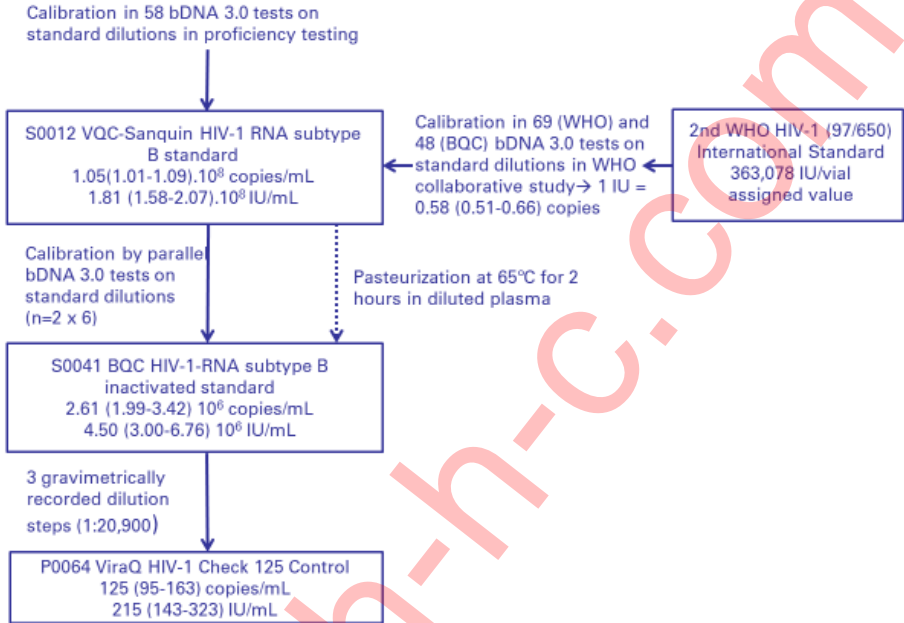 Calibration in 58 bDNA 3.0 tests on
standard dilutions in proficiency testing
S0012 VQC-Sanquin HIV-1 RNA subtype
B standard
1.05(1.01-1.09).10⁸ copies/mL
1.81 (1.58-2.07).10⁸ IU/mL
Calibration in 69 (WHO) and
48 (BQC) bDNA 3.0 tests on
standard dilutions in WHO
collaborative study→ 1 IU =
0.58 (0.51-0.66) copies
2nd WHO HIV-1 (97/650)
International Standard
363,078 IU/vial
assigned value
Calibration by parallel
bDNA 3.0 tests on
standard dilutions
(n=2 x 6)
Pasteurization at 65°C for 2
hours in diluted plasma
S0041 BQC HIV-1-RNA subtype B
inactivated standard
2.61 (1.99-3.42) 10⁶ copies/mL
4.50 (3.00-6.76) 10⁶ IU/mL
3 gravimetrically
recorded dilution
steps (1:20,900)
P0064 ViraQ HIV-1 Check 125 Control
125 (95-163) copies/mL
215 (143-323) IU/mL
h-h-c.com